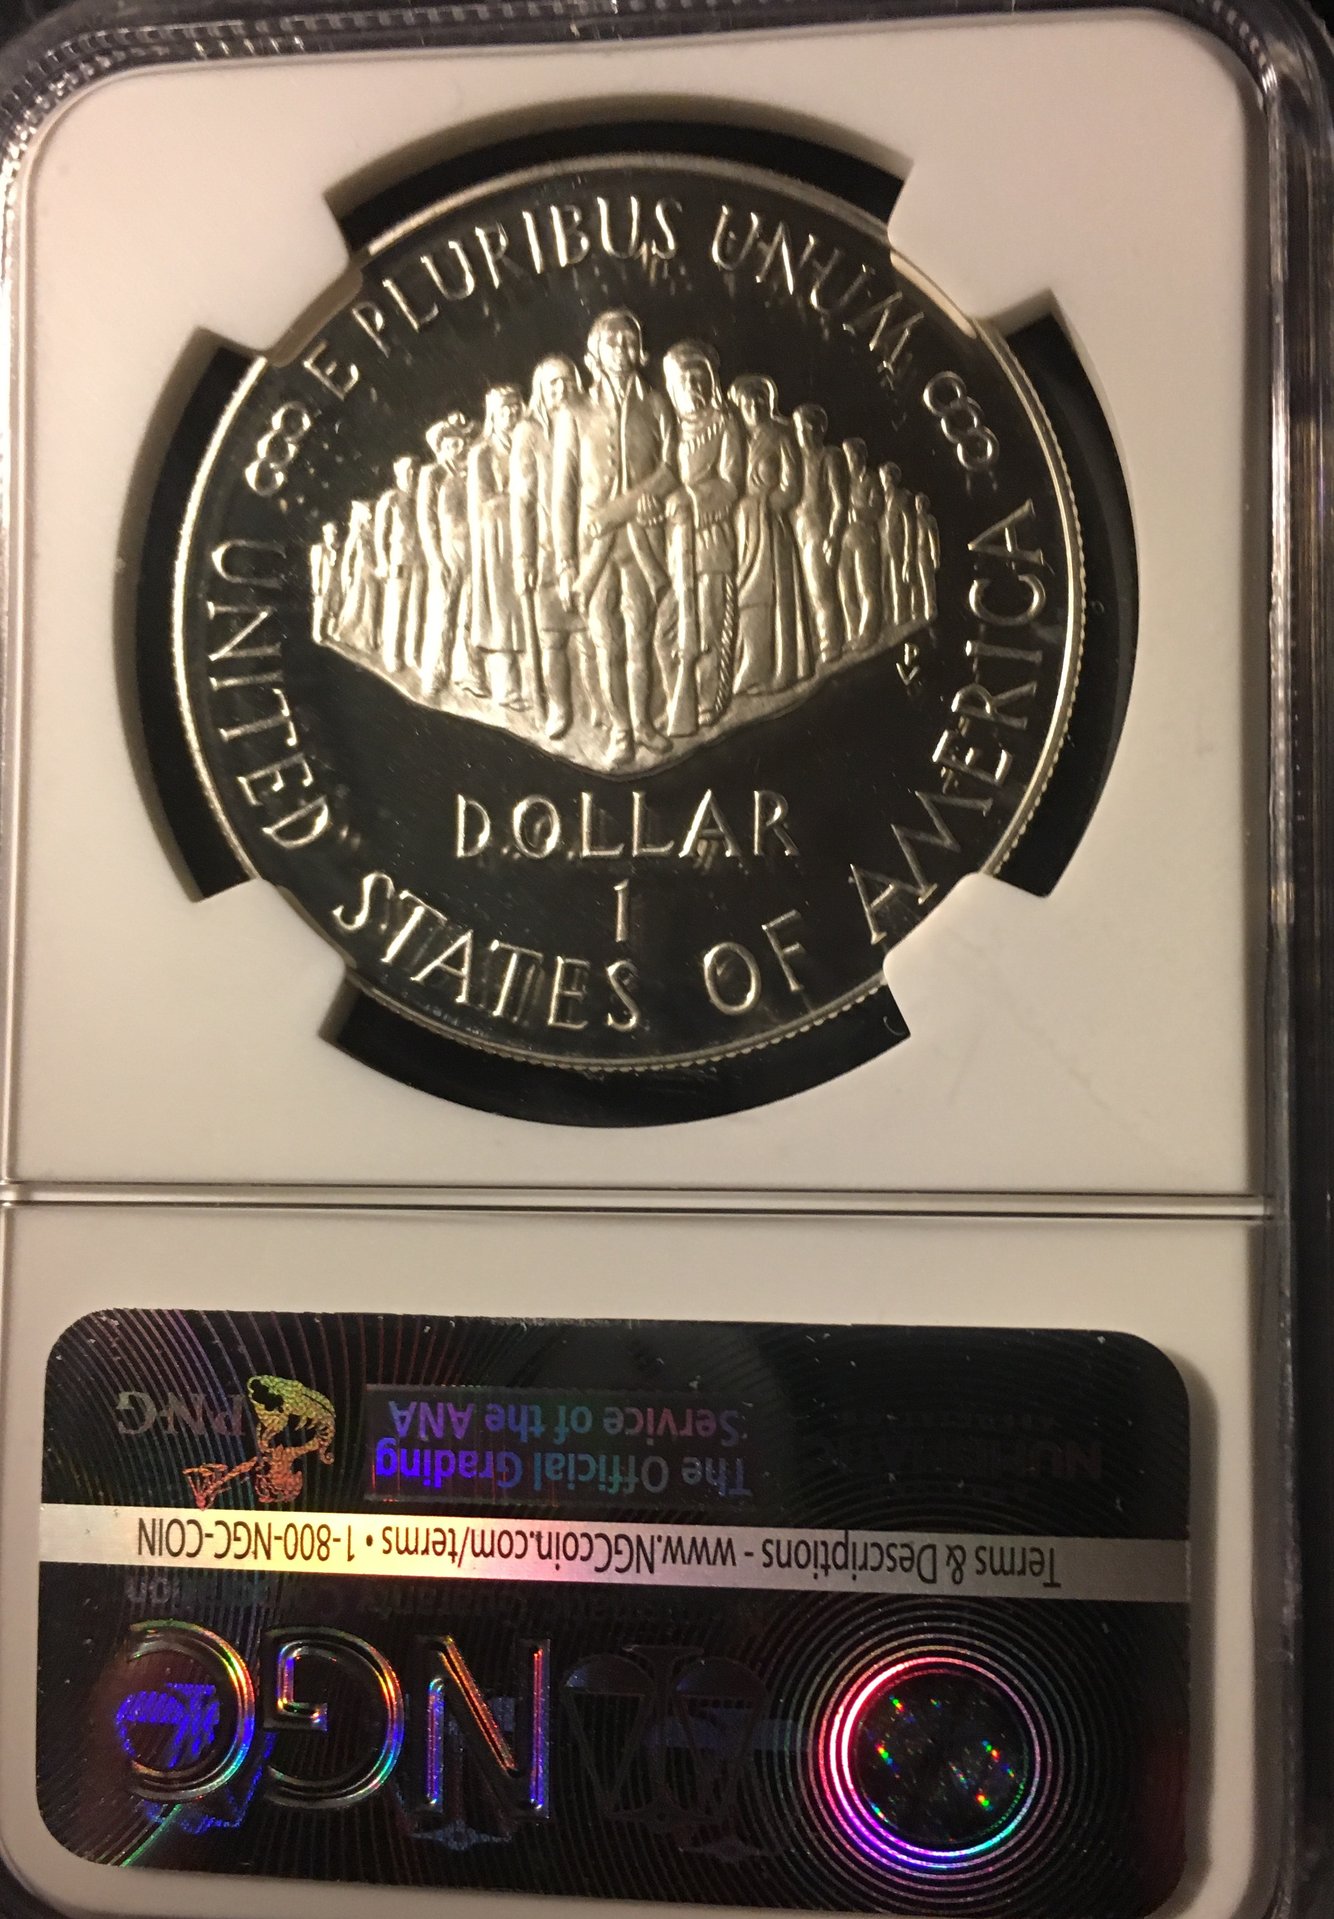 E PLURIBUS UNUM
UNITED STATES OF AMERICA
DOLLAR
1
NGC
Terms & Descriptions - www.NGCcoin.com/terms • 1-800-NGC-COIN
The Official Grading
Service of the ANA
PNG